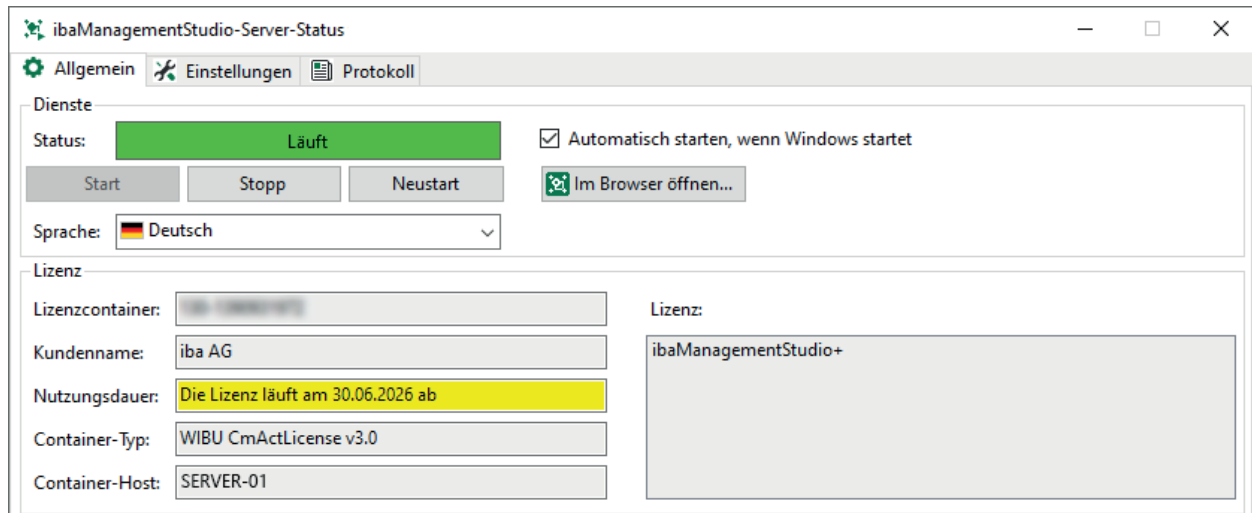 ibaManagementStudio-Server-Status
Allgemein Einstellungen Protokoll
Dienste
Status: Läuft Automatisch starten, wenn Windows startet
Start Stopp Neustart Im Browser öffnen...
Sprache: Deutsch
Lizenz
Lizenzcontainer: Lizenz:
Kundenname: iba AG ibaManagementStudio+
Nutzungsdauer: Die Lizenz läuft am 30.06.2026 ab
Container-Typ: WIBU CmActLicense v3.0
Container-Host: SERVER-01